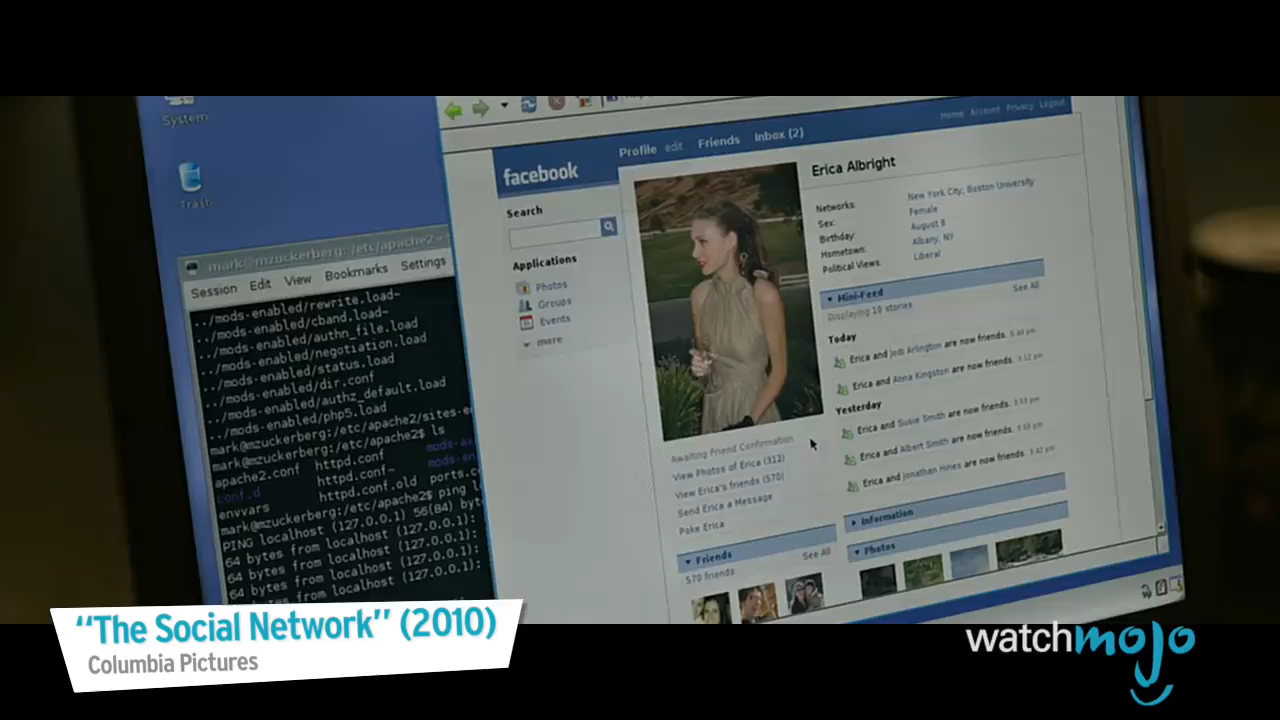 System
Trash
mark@mzuckerberg:/etc/apache2-
Session Edit View Bookmarks Settings
../mods-enabled/rewrite.load~
../mods-enabled/cband.load~
../mods-enabled/authn_file.load
../mods-enabled/negotiation.load
../mods-enabled/status.load
../mods-enabled/dir.conf
../mods-enabled/authz_default.load
../mods-enabled/php5.load
mark@mzuckerberg:/etc/apache2/sites-e
mark@mzuckerberg:/etc/apache2$ ls
apache2.conf httpd.conf mods-av
conf.d httpd.conf~ mods-en
envvars httpd.conf.old ports.c
mark@mzuckerberg:/etc/apache2$ ping l
PING localhost (127.0.0.1) 56(84) byt
64 bytes from localhost (127.0.0.1):
64 bytes from localhost (127.0.0.1):
64 bytes from localhost (127.0.0.1):
facebook
Profile edit Friends Inbox (2)
Home Account Privacy Logout
Search
Applications
Photos
Groups
Events
more
Erica Albright
Networks: New York City, Boston University
Sex: Female
Birthday: August 8
Hometown: Albany, NY
Political Views: Liberal
Mini-Feed
Displaying 10 stories See All
Today
Erica and Jodi Arlington are now friends.
Erica and Anna Kingston are now friends.
Yesterday
Erica and Susie Smith are now friends.
Erica and Albert Smith are now friends.
Erica and Jonathan Hines are now friends.
Awaiting Friend Confirmation
View Photos of Erica (312)
View Erica's friends (570)
Send Erica a Message
Poke Erica
Friends
570 friends See All
Information
Photos
"The Social Network" (2010)
Columbia Pictures
watchmojo